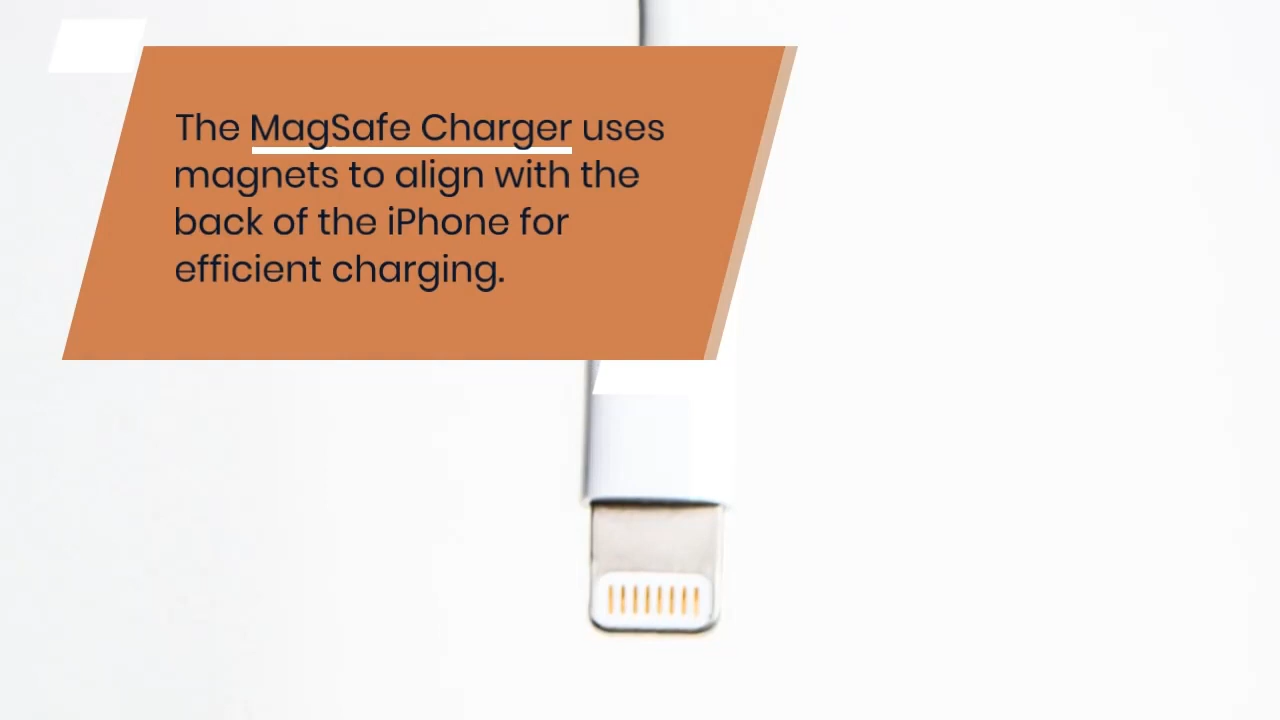 The MagSafe Charger uses
magnets to align with the
back of the iPhone for
efficient charging.